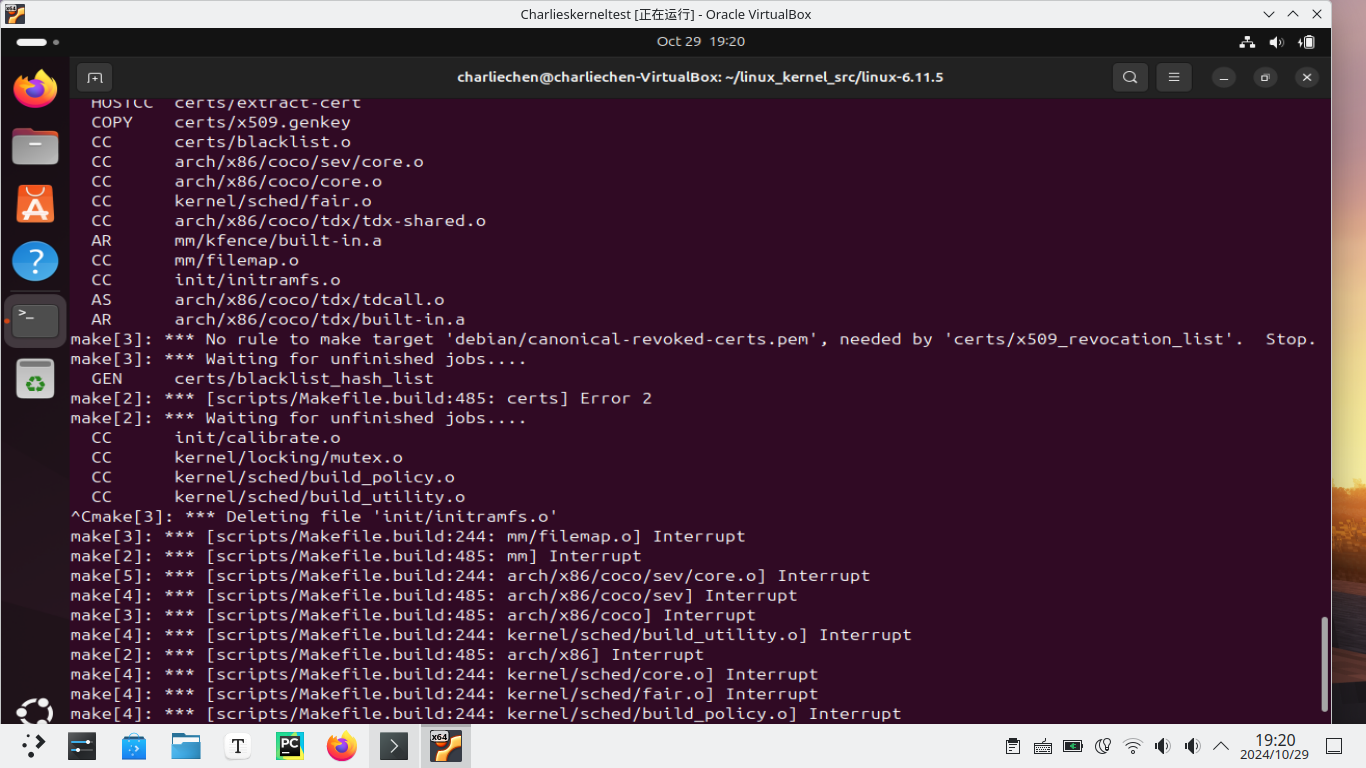 Charlieskerneltest [正在运行] - Oracle VirtualBox
Oct 29 19:20
charliechen@charliechen-VirtualBox: ~/linux_kernel_src/linux-6.11.5
HOSTCC certs/extract-cert
COPY certs/x509.genkey
CC certs/blacklist.o
CC arch/x86/coco/sev/core.o
CC arch/x86/coco/core.o
CC kernel/sched/fair.o
CC arch/x86/coco/tdx/tdx-shared.o
AR mm/kfence/built-in.a
CC mm/filemap.o
CC init/initramfs.o
AS arch/x86/coco/tdx/tdcall.o
AR arch/x86/coco/tdx/built-in.a
make[3]: *** No rule to make target 'debian/canonical-revoked-certs.pem', needed by 'certs/x509_revocation_list'. Stop.
make[3]: *** Waiting for unfinished jobs....
GEN certs/blacklist_hash_list
make[2]: *** [scripts/Makefile.build:485: certs] Error 2
make[2]: *** Waiting for unfinished jobs....
CC init/calibrate.o
CC kernel/locking/mutex.o
CC kernel/sched/build_policy.o
CC kernel/sched/build_utility.o
^Cmake[3]: *** Deleting file 'init/initramfs.o'
make[3]: *** [scripts/Makefile.build:244: mm/filemap.o] Interrupt
make[2]: *** [scripts/Makefile.build:485: mm] Interrupt
make[5]: *** [scripts/Makefile.build:244: arch/x86/coco/sev/core.o] Interrupt
make[4]: *** [scripts/Makefile.build:485: arch/x86/coco/sev] Interrupt
make[3]: *** [scripts/Makefile.build:485: arch/x86/coco] Interrupt
make[4]: *** [scripts/Makefile.build:244: kernel/sched/build_utility.o] Interrupt
make[2]: *** [scripts/Makefile.build:485: arch/x86] Interrupt
make[4]: *** [scripts/Makefile.build:244: kernel/sched/core.o] Interrupt
make[4]: *** [scripts/Makefile.build:244: kernel/sched/fair.o] Interrupt
make[4]: *** [scripts/Makefile.build:244: kernel/sched/build_policy.o] Interrupt
T
PC
x64
19:20
2024/10/29